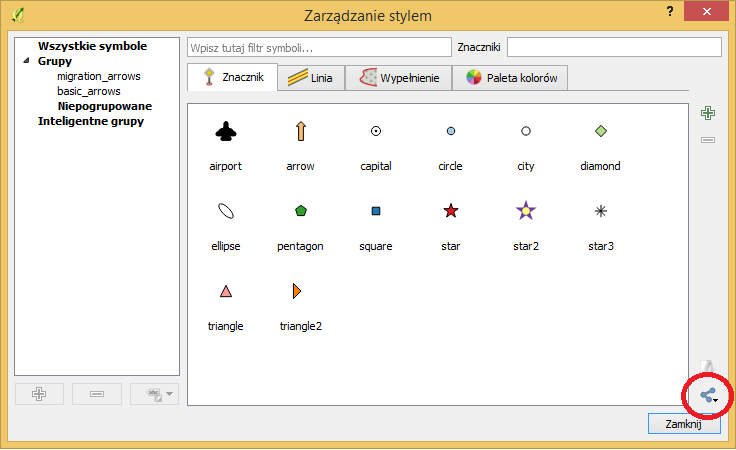 Zarządzanie stylem
?
Wszystkie symbole
Grupy
migration_arrows
basic_arrows
Niepogrupowane
Inteligentne grupy
Wpisz tutaj filtr symboli... Znaczniki
Znacznik Linia Wypełnienie Paleta kolorów
airport arrow capital circle city diamond
ellipse pentagon square star star2 star3
triangle triangle2
abc
Zamknij